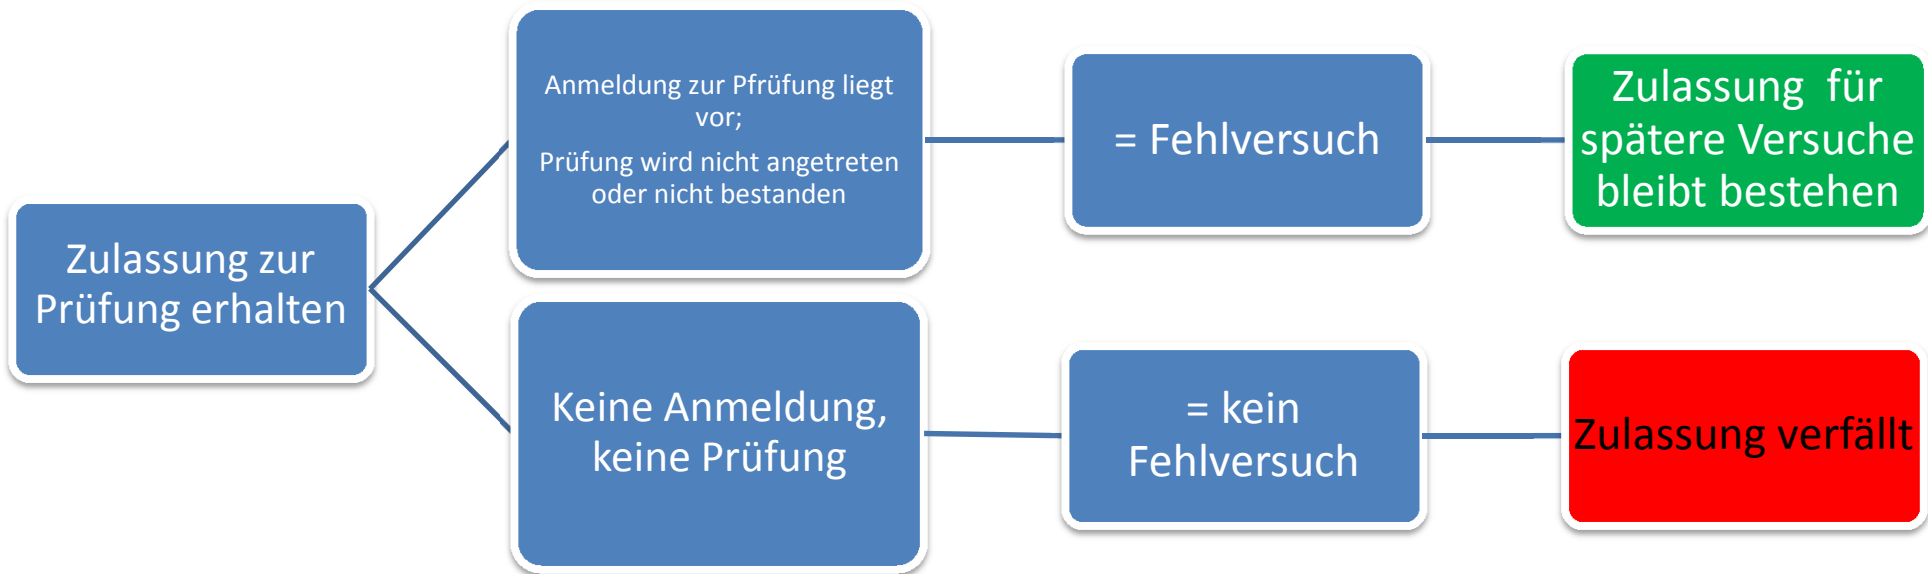 Zulassung zur
Prüfung erhalten
Anmeldung zur Pfrüfung liegt
vor;
Prüfung wird nicht angetreten
oder nicht bestanden
= Fehlversuch
Zulassung für
spätere Versuche
bleibt bestehen
Keine Anmeldung,
keine Prüfung
= kein
Fehlversuch
Zulassung verfällt